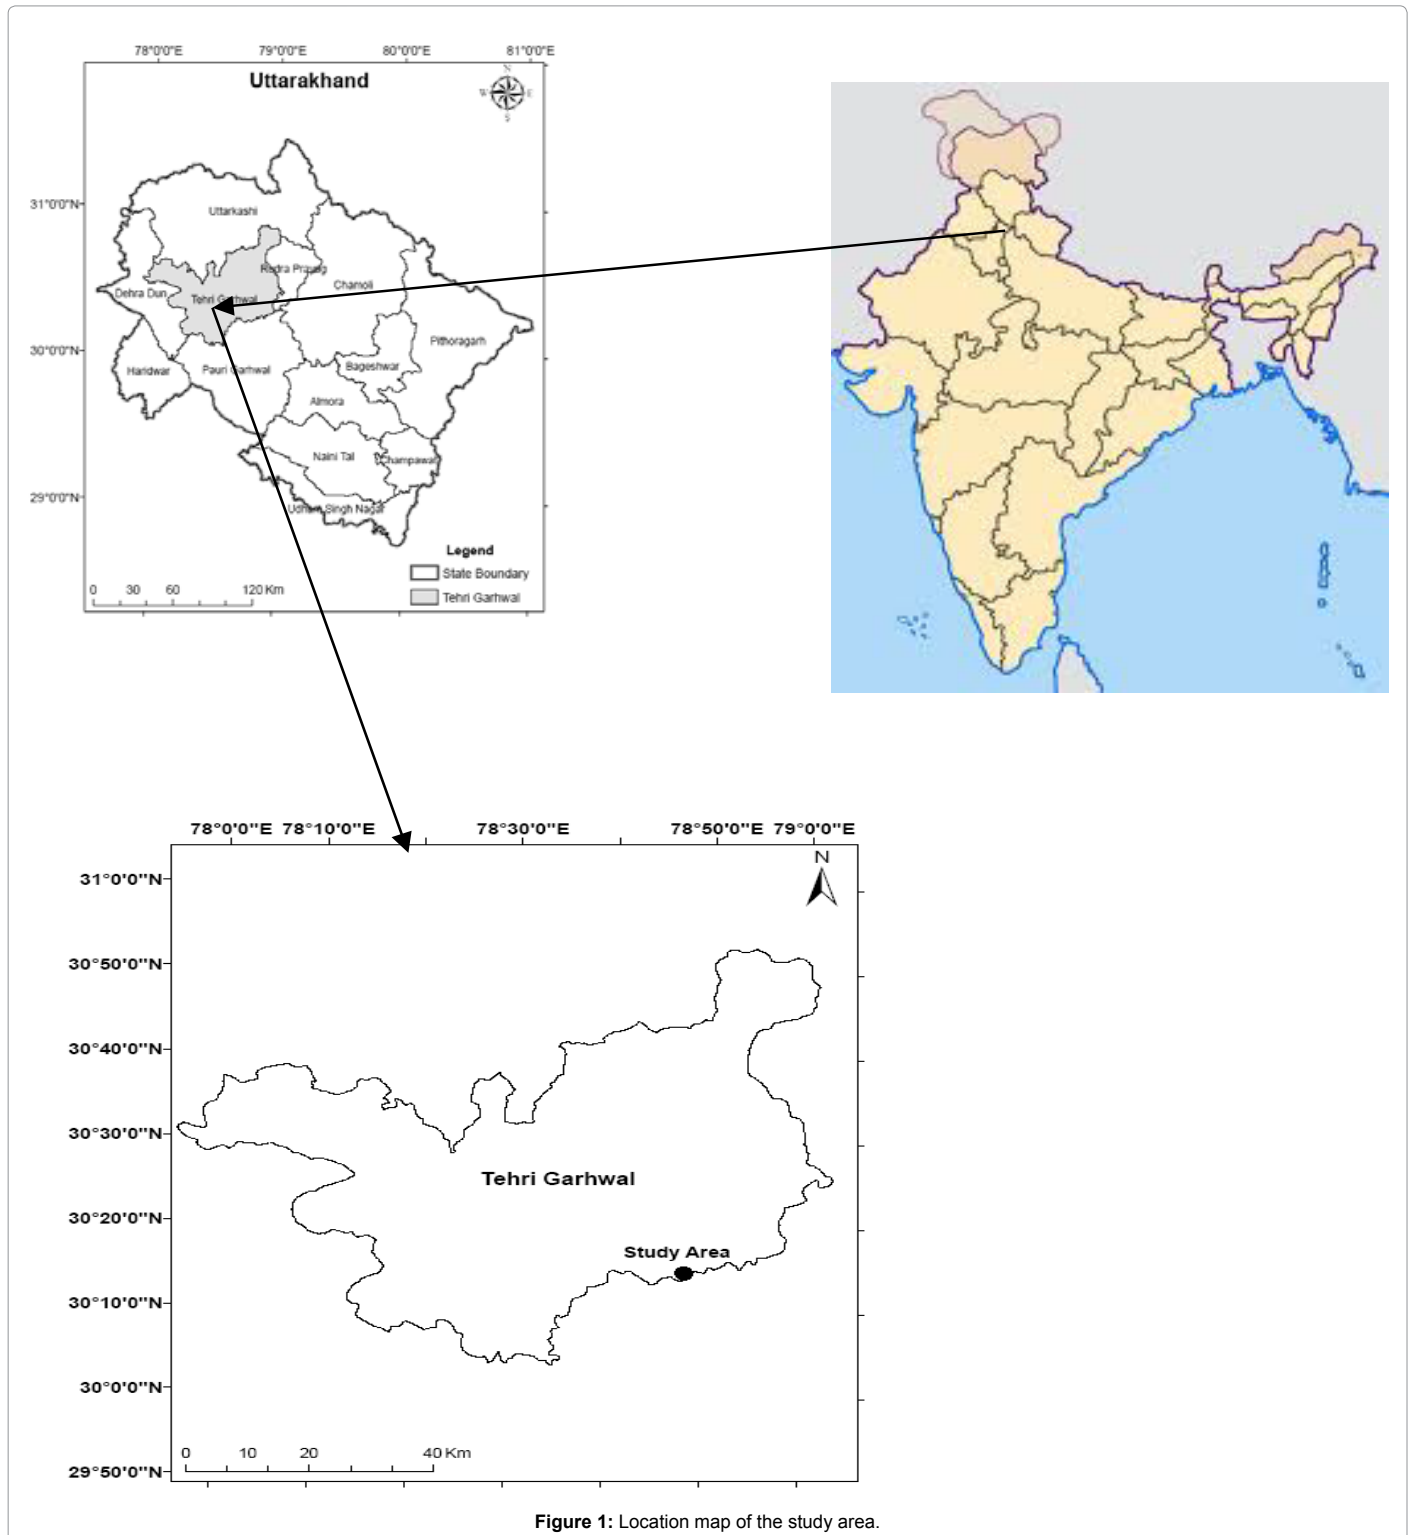 78°0'0"E 79°0'0"E 80°0'0"E 81°0'0"E
Uttarakhand
N
W E
S
31°0'0"N
Uttarkashi
Rudra Prayag
Chamoli
Dehra Dun
Tehri Garhwal
30°0'0"N
Pithoragarh
Haridwar
Pauri Garhwal
Bageshwar
Almora
Naini Tal
Champawat
29°0'0"N
Udham Singh Nagar
Legend
State Boundary
Tehri Garhwal
0 30 60 120 Km
78°0'0"E 78°10'0"E 78°30'0"E 78°50'0"E 79°0'0"E
N
31°0'0"N
30°50'0"N
30°40'0"N
30°30'0"N
Tehri Garhwal
30°20'0"N
Study Area
30°10'0"N
30°0'0"N
0 10 20 40 Km
29°50'0"N
Figure 1: Location map of the study area.